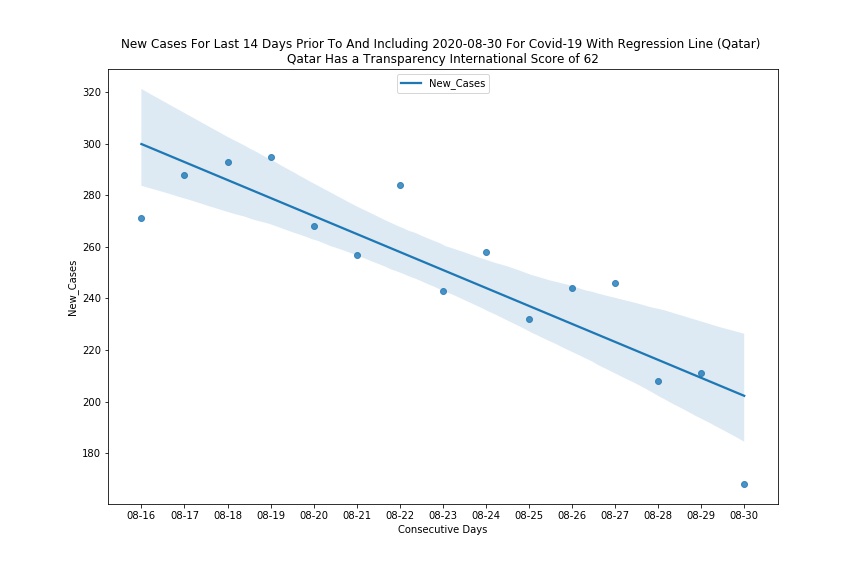 New Cases For Last 14 Days Prior To And Including 2020-08-30 For Covid-19 With Regression Line (Qatar)
Qatar Has a Transparency International Score of 62
New_Cases
320
300
280
260
240
220
200
180
New_Cases
08-16 08-17 08-18 08-19 08-20 08-21 08-22 08-23 08-24 08-25 08-26 08-27 08-28 08-29 08-30
Consecutive Days